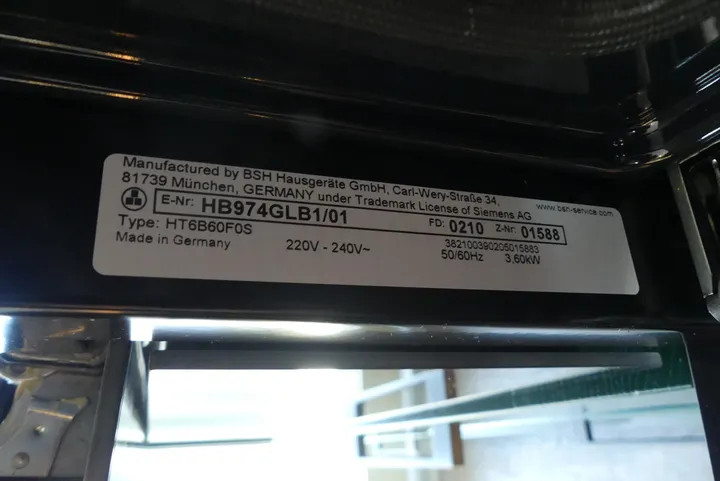 Manufactured by BSH Hausgeräte GmbH, Carl-Wery-Straße 34,
81739 München, GERMANY under Trademark License of Siemens AG
www.bsh-service.com
E-Nr: HB974GLB1/01 FD: 0210 Z-Nr: 01588
Type: HT6B60F0S 382100390205015883
Made in Germany 220V - 240V~ 50/60Hz 3,60kW